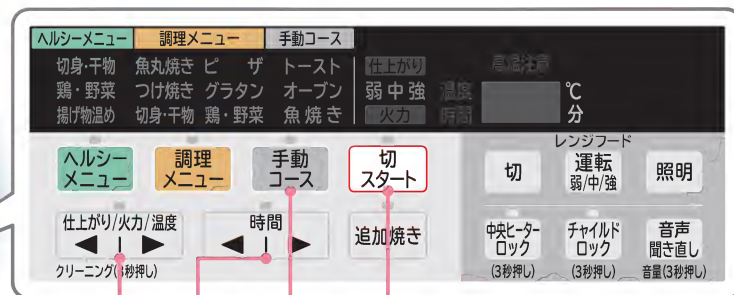 ヘルシーメニュー 調理メニュー 手動コース
切身・干物 魚丸焼き ピザ トースト 仕上がり 高温注意
鶏・野菜 つけ焼き グラタン オーブン 弱 中 強 温度 ℃
揚げ物温め 切身・干物 鶏・野菜 魚焼き 火力 時間 分
レンジフード
ヘルシーメニュー 調理メニュー 手動コース 切スタート 切 運転 弱/中/強 照明
仕上がり/火力/温度 時間 追加焼き 中央ヒーターロック チャイルドロック 音声聞き直し
◀ ▶ ◀ ▶
クリーニング(3秒押し) (3秒押し) (3秒押し) 音量(3秒押し)